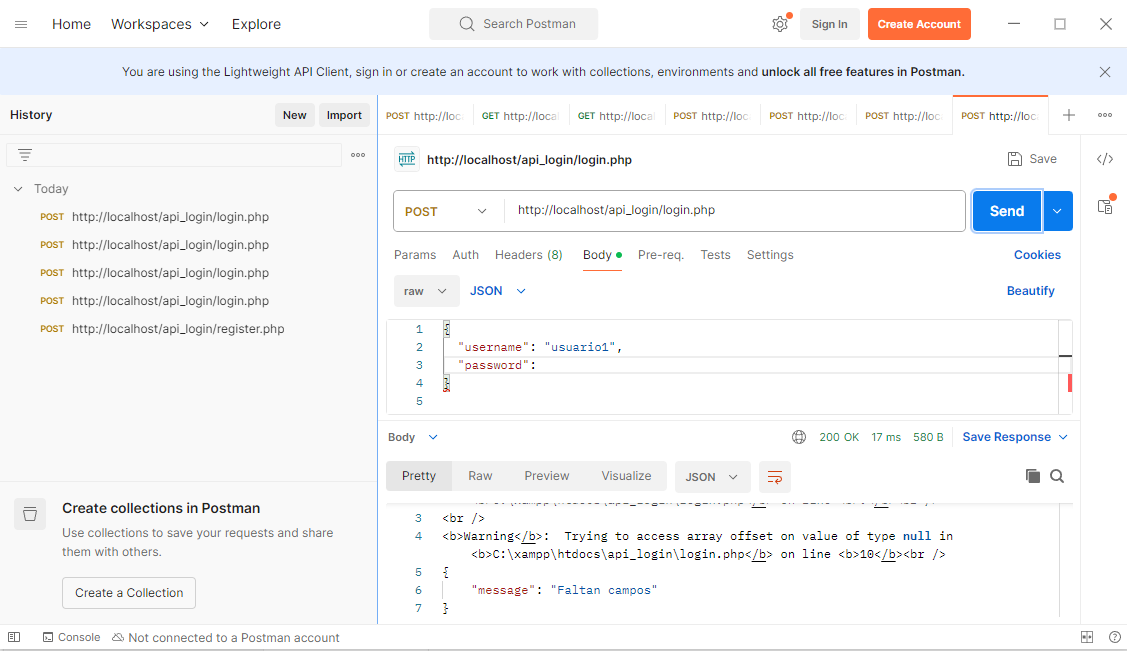 Home Workspaces Explore Search Postman Sign In Create Account
You are using the Lightweight API Client, sign in or create an account to work with collections, environments and unlock all free features in Postman.
History New Import
POST http://loc GET http://local GET http://local POST http://loc POST http://loc POST http://loc POST http://loc
HTTP http://localhost/api_login/login.php Save
Today
POST http://localhost/api_login/login.php
POST http://localhost/api_login/login.php
POST http://localhost/api_login/login.php
POST http://localhost/api_login/login.php
POST http://localhost/api_login/register.php
POST http://localhost/api_login/login.php Send
Params Auth Headers (8) Body Pre-req. Tests Settings Cookies
raw JSON Beautify
1 {
2 "username": "usuario1",
3 "password":
4 }
5
Body 200 OK 17 ms 580 B Save Response
Pretty Raw Preview Visualize JSON
3 <br />
4 <b>Warning</b>:  Trying to access array offset on value of type null in
<b>C:\xampp\htdocs\api_login\login.php</b> on line <b>10</b><br />
5 {
6 "message": "Faltan campos"
7 }
Create collections in Postman
Use collections to save your requests and share
them with others.
Create a Collection
Console Not connected to a Postman account